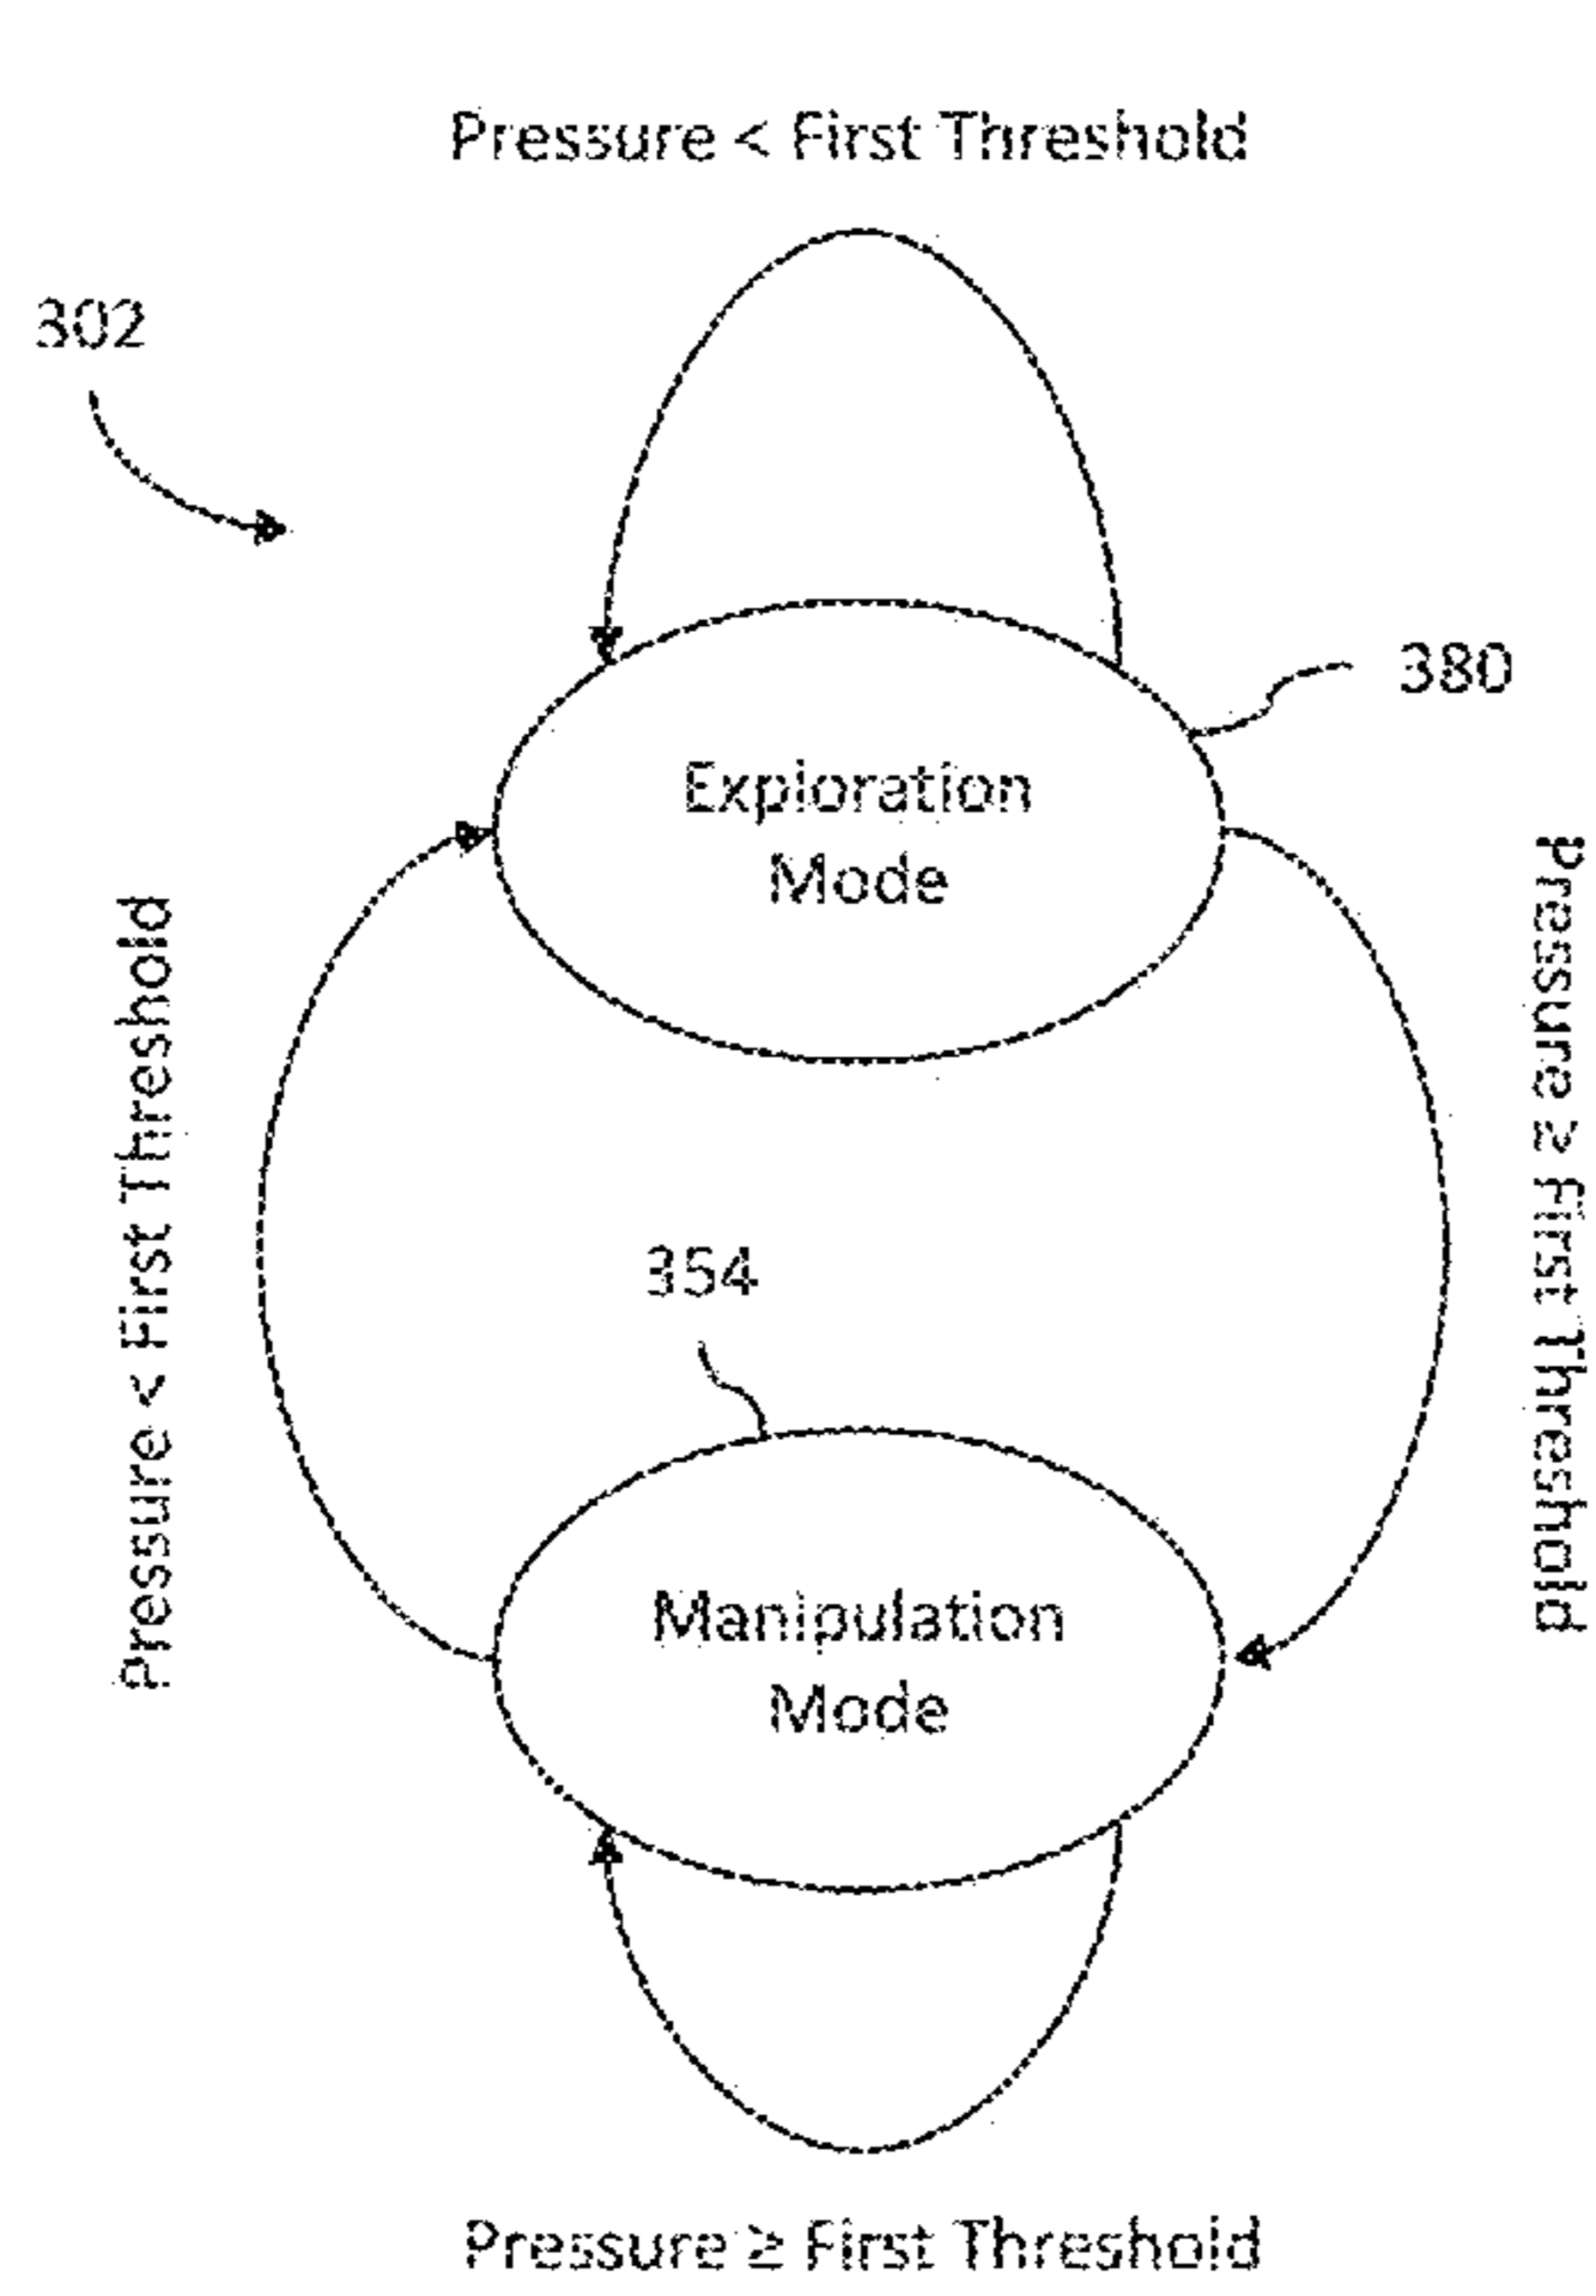 Pressure < First Threshold
302
380
Exploration
Mode
Pressure < First Threshold
Pressure ≥ First Threshold
354
Manipulation
Mode
Pressure ≥ First Threshold